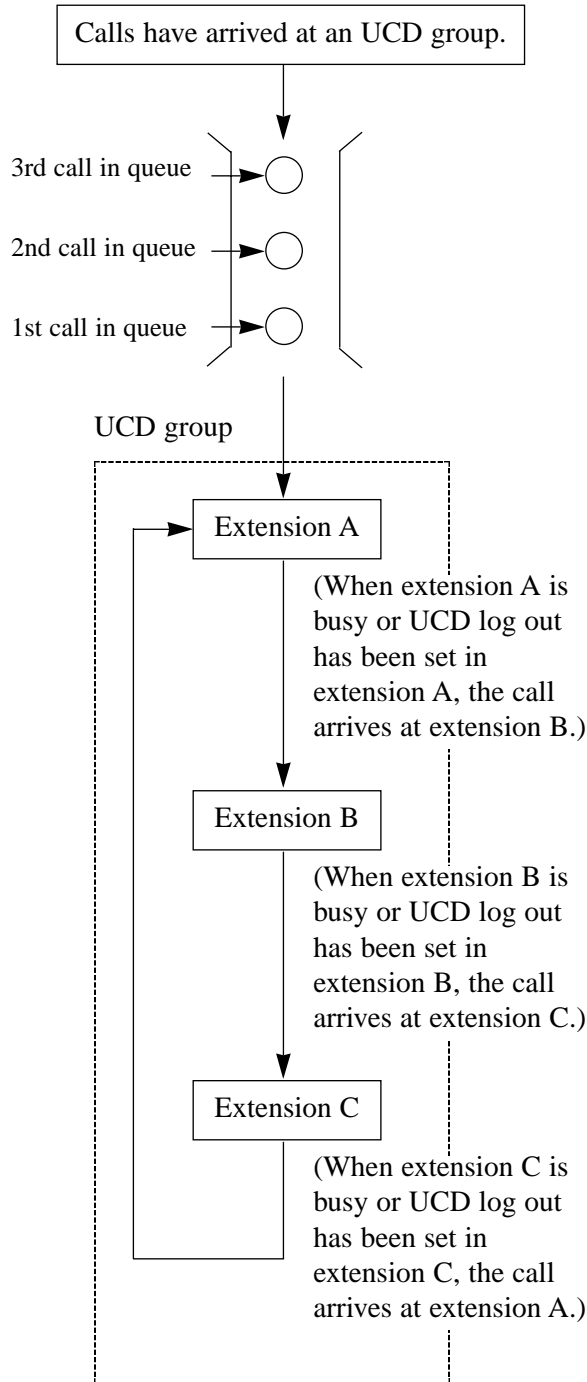 Calls have arrived at an UCD group.
3rd call in queue
2nd call in queue
1st call in queue
UCD group
Extension A
(When extension A is
busy or UCD log out
has been set in
extension A, the call
arrives at extension B.)
Extension B
(When extension B is
busy or UCD log out
has been set in
extension B, the call
arrives at extension C.)
Extension C
(When extension C is
busy or UCD log out
has been set in
extension C, the call
arrives at extension A.)